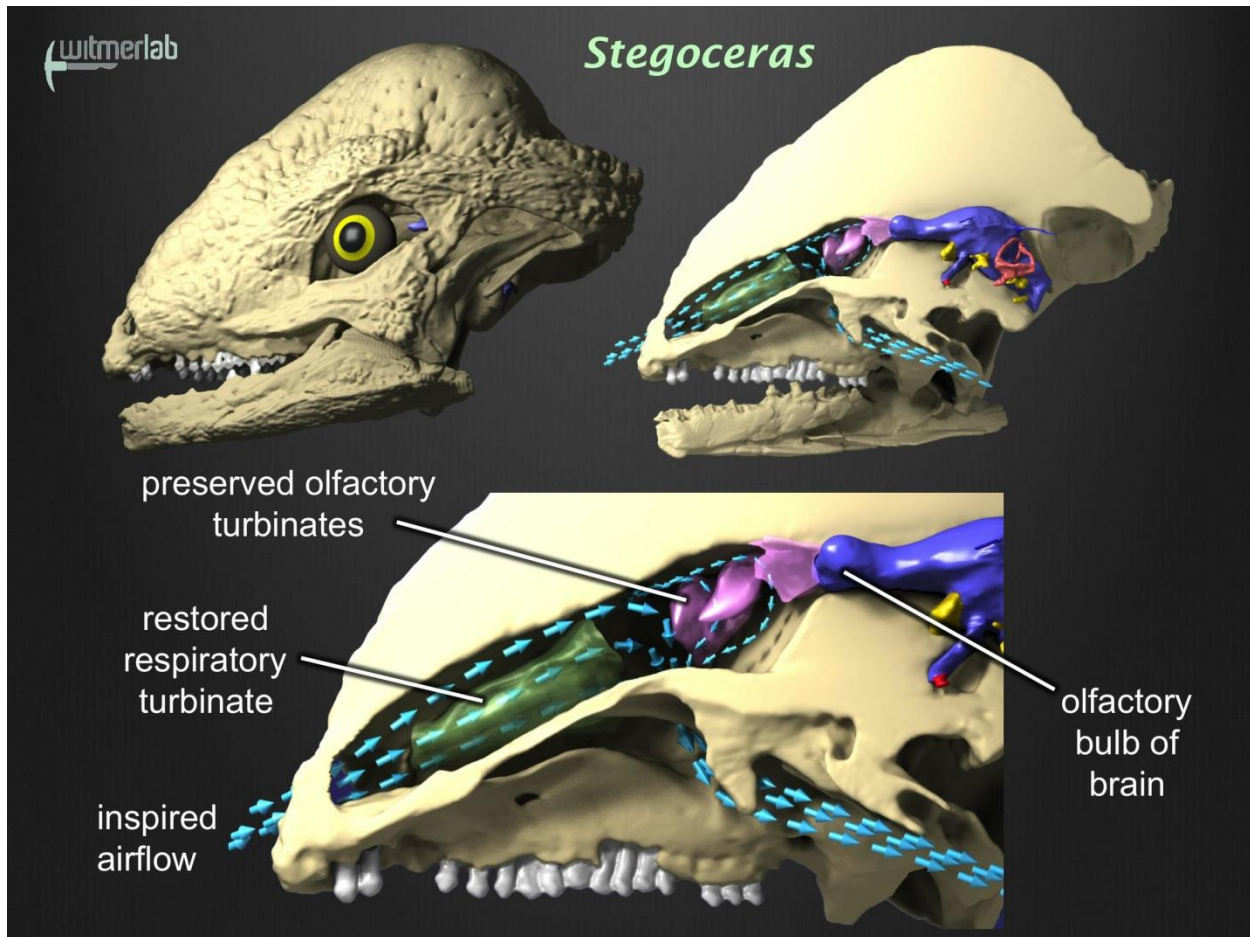 witmerlab
Stegoceras
preserved olfactory
turbinates
restored
respiratory
turbinate
inspired
airflow
olfactory
bulb of
brain